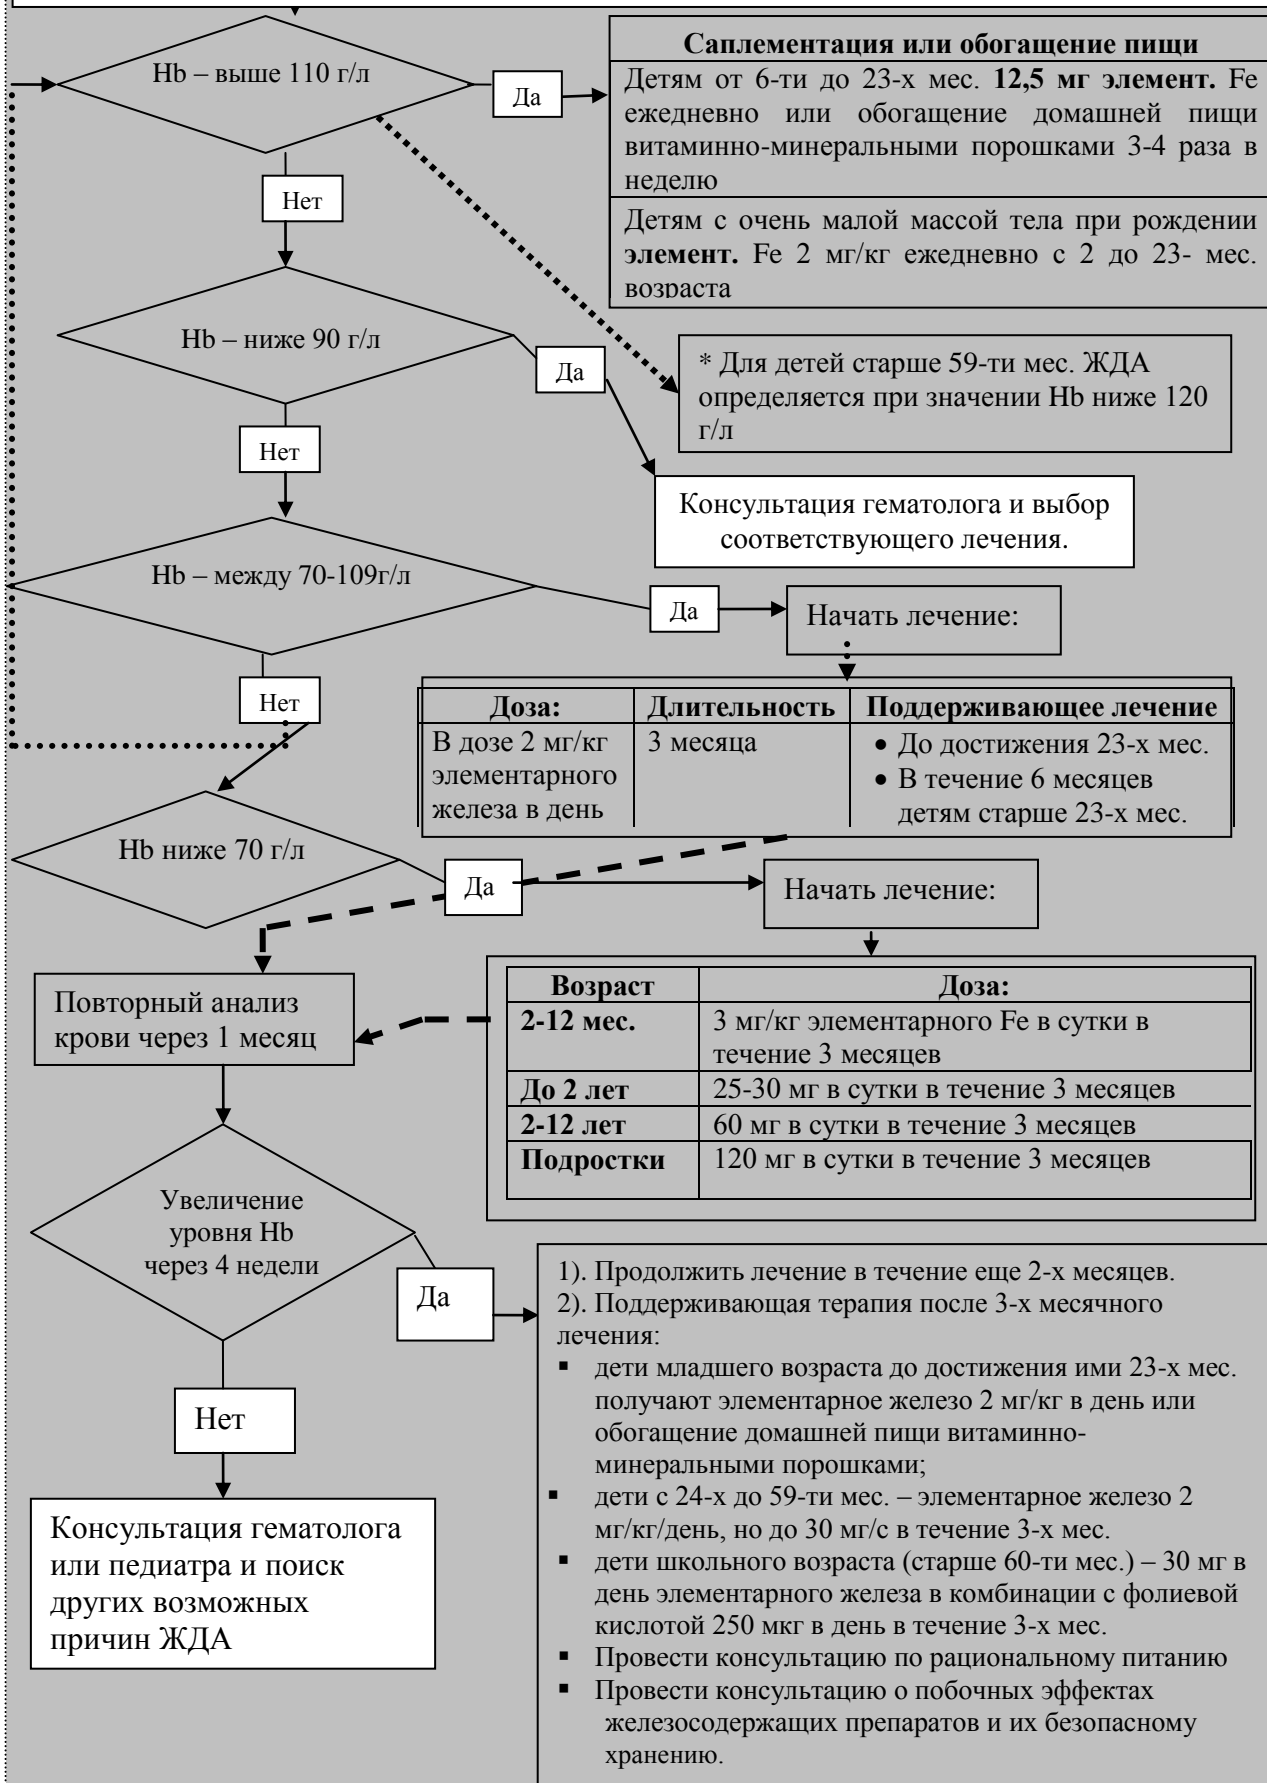 Hb – выше 110 г/л
Да
Саплементация или обогащение пищи
Детям от 6-ти до 23-х мес. 12,5 мг элемент. Fe
ежедневно или обогащение домашней пищи
витаминно-минеральными порошками 3-4 раза в
неделю
Детям с очень малой массой тела при рождении
элемент. Fe 2 мг/кг ежедневно с 2 до 23- мес.
возраста
Нет
Hb – ниже 90 г/л
Да
* Для детей старше 59-ти мес. ЖДА
определяется при значении Hb ниже 120
г/л
Нет
Консультация гематолога и выбор
соответствующего лечения.
Hb – между 70-109г/л
Да
Начать лечение:
Нет
Доза: Длительность Поддерживающее лечение
В дозе 2 мг/кг 3 месяца • До достижения 23-х мес.
элементарного • В течение 6 месяцев
железа в день детям старше 23-х мес.
Hb ниже 70 г/л
Да
Начать лечение:
Возраст Доза:
2-12 мес. 3 мг/кг элементарного Fe в сутки в
течение 3 месяцев
До 2 лет 25-30 мг в сутки в течение 3 месяцев
2-12 лет 60 мг в сутки в течение 3 месяцев
Подростки 120 мг в сутки в течение 3 месяцев
Повторный анализ
крови через 1 месяц
Увеличение
уровня Hb
через 4 недели
Да
1). Продолжить лечение в течение еще 2-х месяцев.
2). Поддерживающая терапия после 3-х месячного
лечения:
▪ дети младшего возраста до достижения ими 23-х мес.
получают элементарное железо 2 мг/кг в день или
обогащение домашней пищи витаминно-
минеральными порошками;
▪ дети с 24-х до 59-ти мес. – элементарное железо 2
мг/кг/день, но до 30 мг/с в течение 3-х мес.
▪ дети школьного возраста (старше 60-ти мес.) – 30 мг в
день элементарного железа в комбинации с фолиевой
кислотой 250 мкг в день в течение 3-х мес.
▪ Провести консультацию по рациональному питанию
▪ Провести консультацию о побочных эффектах
железосодержащих препаратов и их безопасному
хранению.
Нет
Консультация гематолога
или педиатра и поиск
других возможных
причин ЖДА